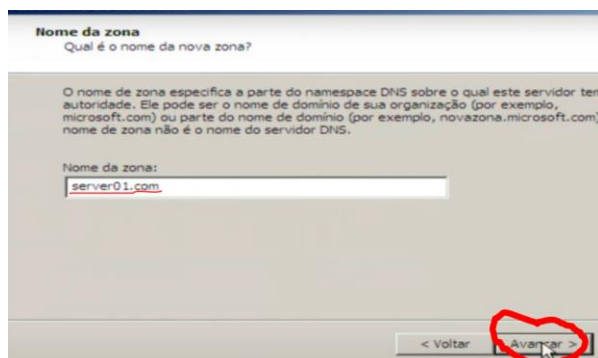 Nome da zona
Qual é o nome da nova zona?
O nome de zona especifica a parte do namespace DNS sobre o qual este servidor tem
autoridade. Ele pode ser o nome de domínio de sua organização (por exemplo,
microsoft.com) ou parte do nome de domínio (por exemplo, novazona.microsoft.com)
nome de zona não é o nome do servidor DNS.
Nome da zona:
server01.com
< Voltar
Avançar >